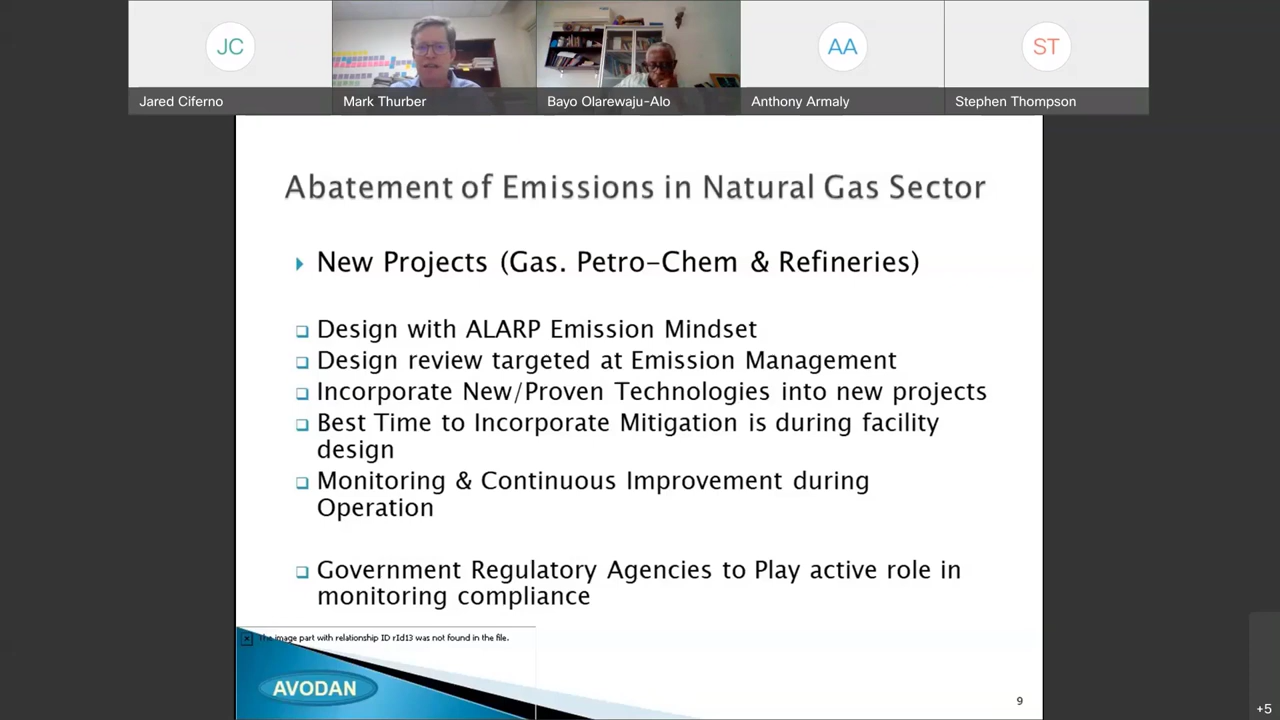 JC
AA
ST
Jared Ciferno
Mark Thurber
Bayo Olarewaju-Alo
Anthony Armaly
Stephen Thompson
Abatement of Emissions in Natural Gas Sector
New Projects (Gas. Petro-Chem & Refineries)
Design with ALARP Emission Mindset
Design review targeted at Emission Management
Incorporate New/Proven Technologies into new projects
Best Time to Incorporate Mitigation is during facility
design
Monitoring & Continuous Improvement during
Operation
Government Regulatory Agencies to Play active role in
monitoring compliance
The image part with relationship ID rId13 was not found in the file.
AVODAN
9
+5